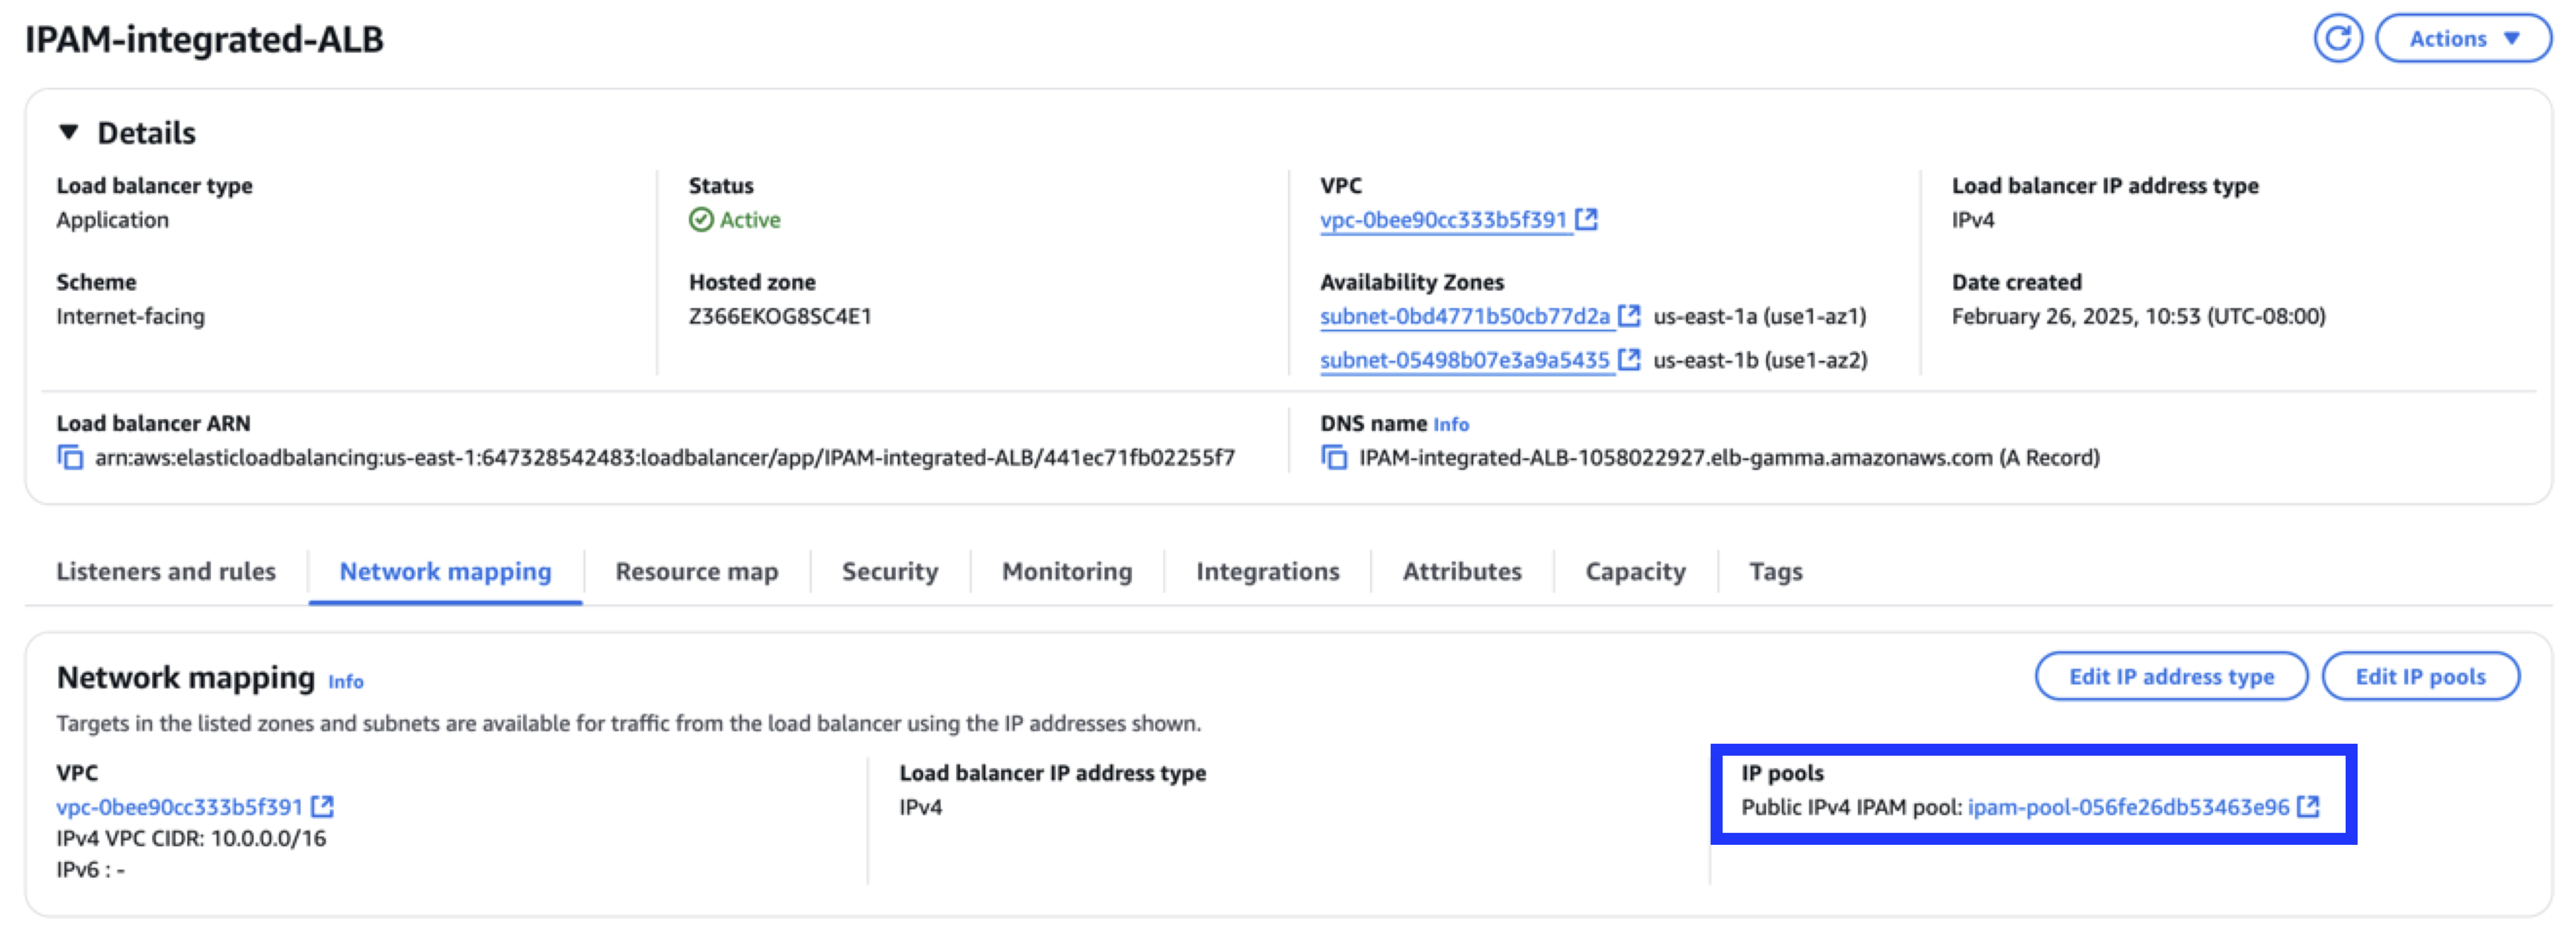 IPAM-integrated-ALB
Actions
Details
Load balancer type
Application
Status
Active
VPC
vpc-0bee90cc333b5f391
Load balancer IP address type
IPv4
Scheme
Internet-facing
Hosted zone
Z366EKOG8SC4E1
Availability Zones
subnet-0bd4771b50cb77d2a us-east-1a (use1-az1)
subnet-05498b07e3a9a5435 us-east-1b (use1-az2)
Date created
February 26, 2025, 10:53 (UTC-08:00)
Load balancer ARN
arn:aws:elasticloadbalancing:us-east-1:647328542483:loadbalancer/app/IPAM-integrated-ALB/441ec71fb02255f7
DNS name Info
IPAM-integrated-ALB-1058022927.elb-gamma.amazonaws.com (A Record)
Listeners and rules Network mapping Resource map Security Monitoring Integrations Attributes Capacity Tags
Network mapping Info
Edit IP address type
Edit IP pools
Targets in the listed zones and subnets are available for traffic from the load balancer using the IP addresses shown.
VPC
vpc-0bee90cc333b5f391
IPv4 VPC CIDR: 10.0.0.0/16
IPv6 : -
Load balancer IP address type
IPv4
IP pools
Public IPv4 IPAM pool: ipam-pool-056fe26db53463e96